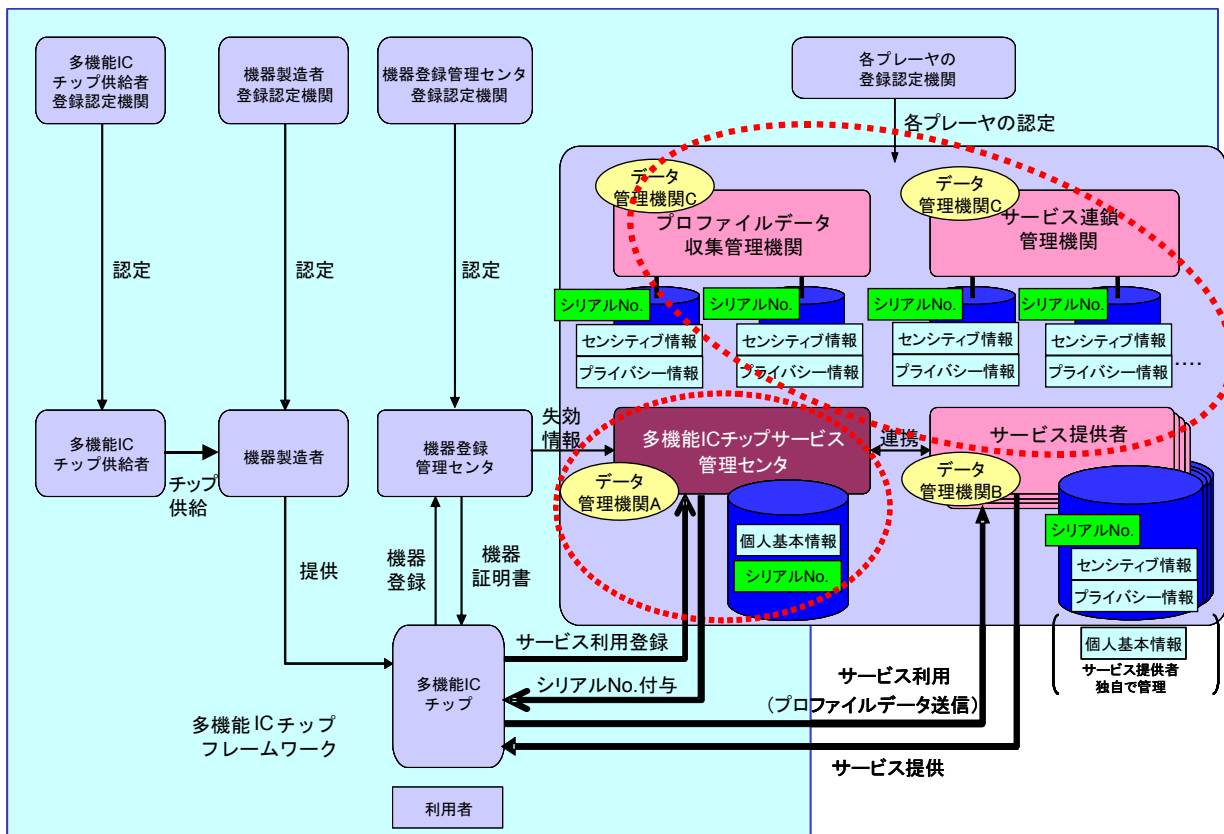 多機能IC
チップ供給者
登録認定機関
機器製造者
登録認定機関
機器登録管理センタ
登録認定機関
各プレーヤの
登録認定機関
各プレーヤの認定
データ
管理機関C
プロファイルデータ
収集管理機関
データ
管理機関C
サービス連鎖
管理機関
認定
認定
認定
シリアルNo.
センシティブ情報
プライバシー情報
シリアルNo.
センシティブ情報
プライバシー情報
シリアルNo.
センシティブ情報
プライバシー情報
シリアルNo.
センシティブ情報
プライバシー情報
‥‥
多機能IC
チップ供給者
チップ
供給
機器製造者
機器登録
管理センタ
失効
情報
多機能ICチップサービス
管理センタ
連携
サービス提供者
データ
管理機関A
データ
管理機関B
個人基本情報
シリアルNo.
シリアルNo.
センシティブ情報
プライバシー情報
提供
機器
登録
機器
証明書
個人基本情報
サービス提供者
独自で管理
多機能IC
チップ
サービス利用登録
シリアルNo.付与
サービス利用
(プロファイルデータ送信)
サービス提供
多機能ICチップ
フレームワーク
利用者